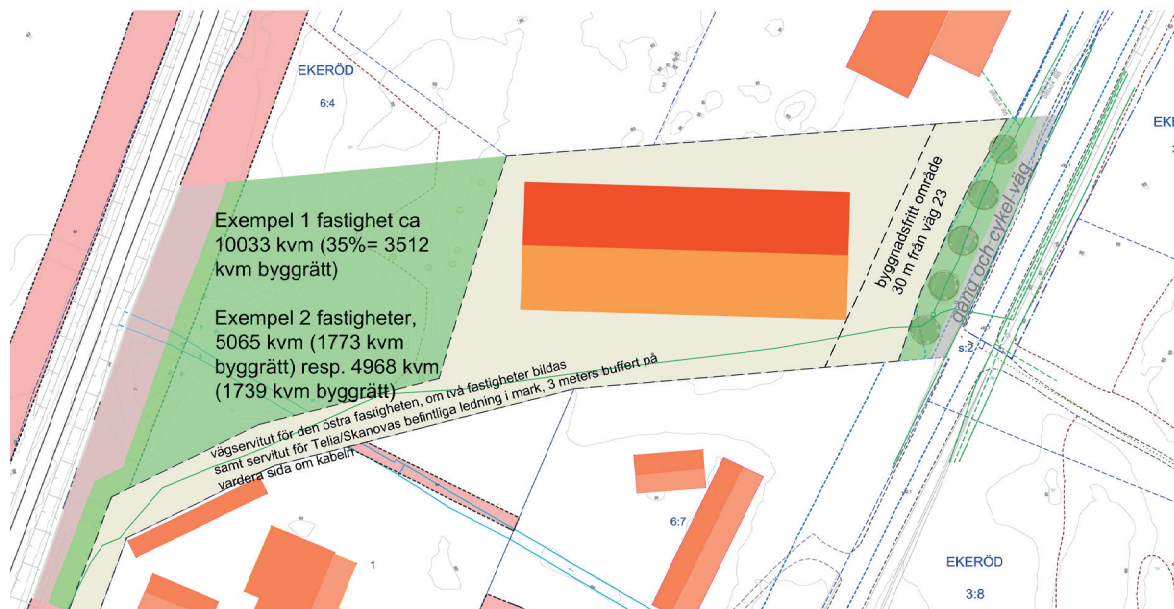 EKERÖD
6:4
EK
Exempel 1 fastighet ca
10033 kvm (35%= 3512
kvm byggrätt)
Exempel 2 fastigheter,
5065 kvm (1773 kvm
byggrätt) resp. 4968 kvm
(1739 kvm byggrätt)
byggnadsfritt område
30 m från väg 23
gång och cykel-väg
s:2
vägservitut för den östra fastigheten, om två fastigheter bildas
samt servitut för Telia/Skanovas befintliga ledning i mark, 3 meters buffert på
vardera sida om kabeln
6:7
1
EKERÖD
3:8